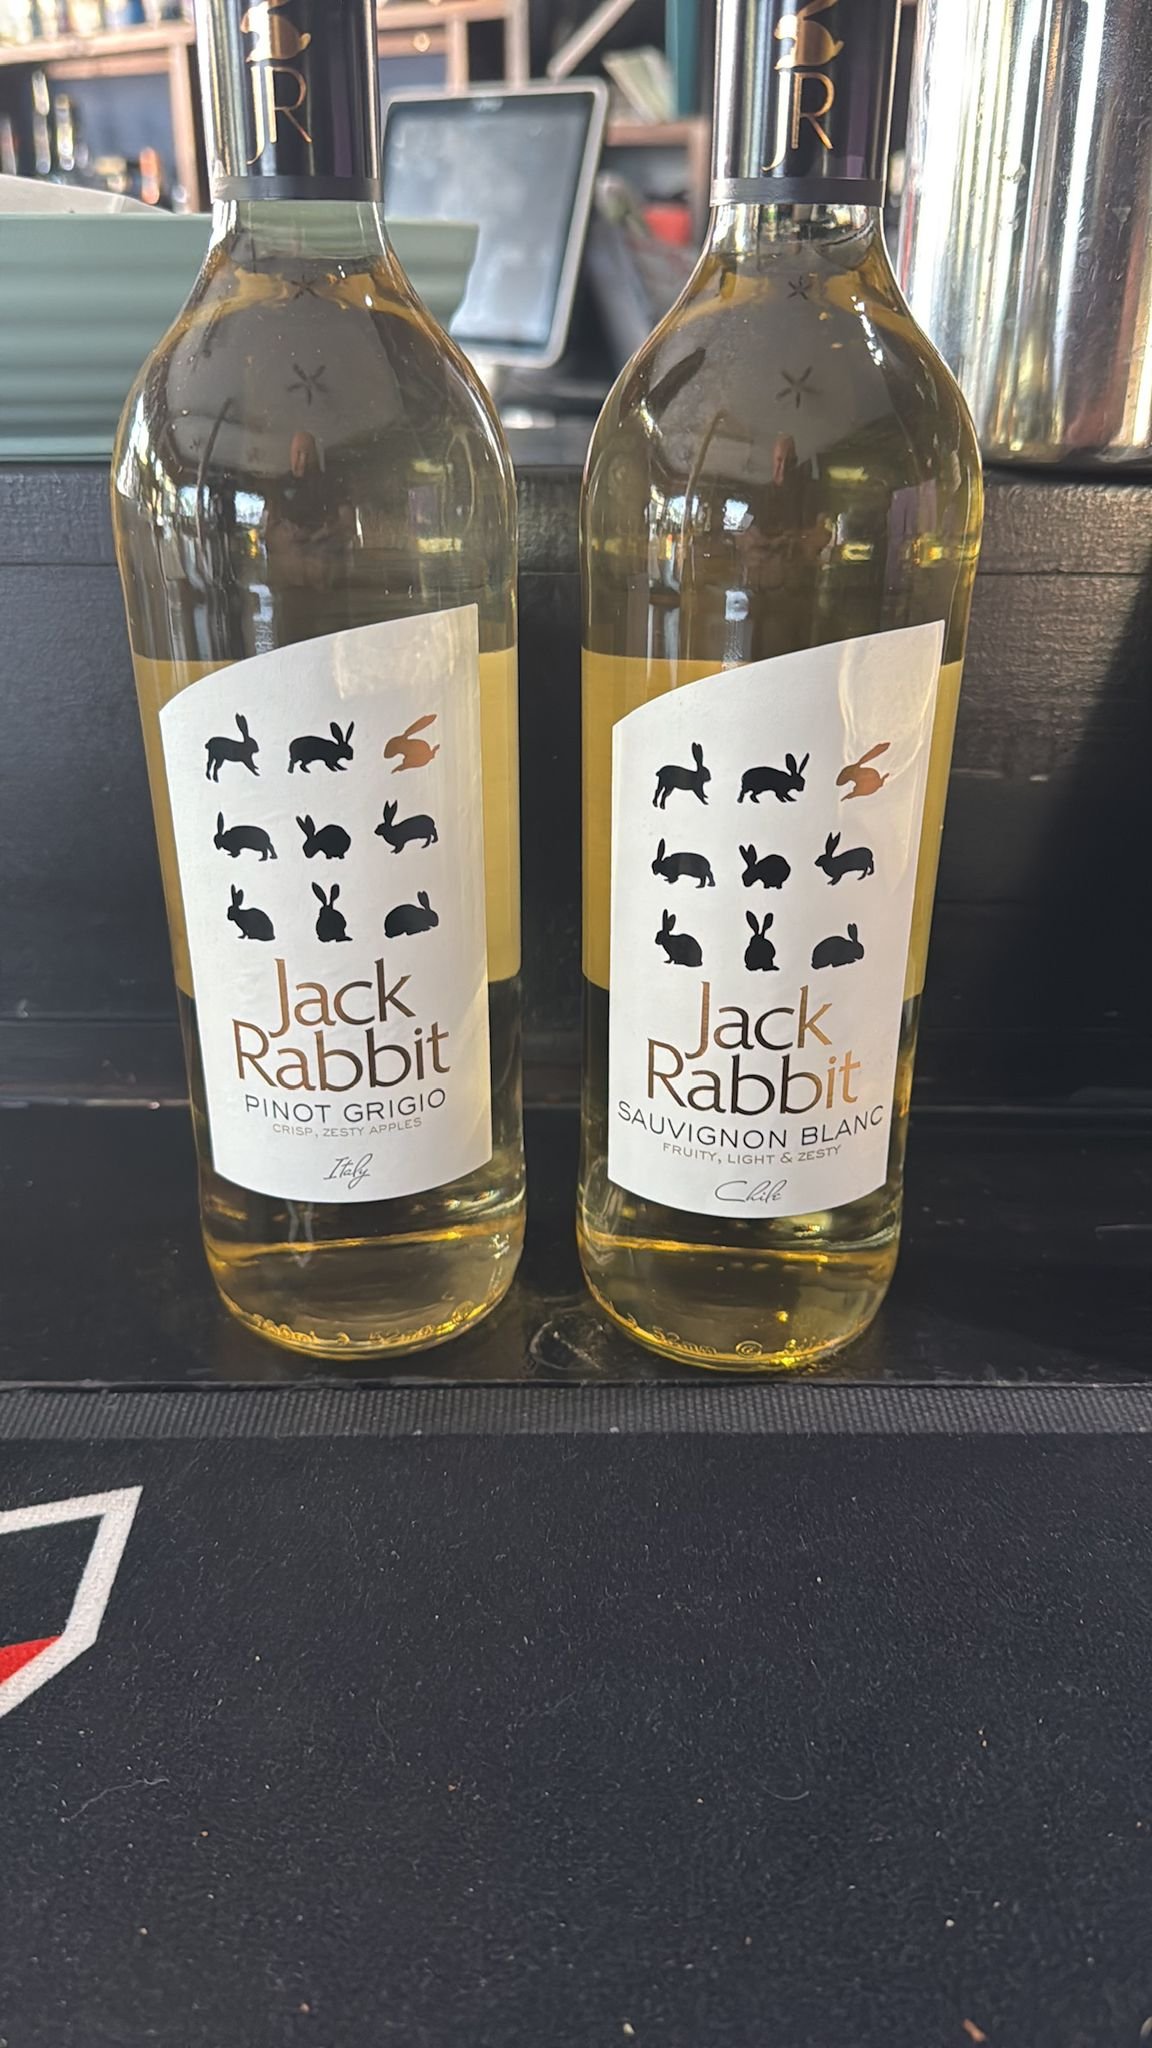 JR
Jack
Rabbit
PINOT GRIGIO
CRISP, ZESTY APPLES
Italy
JR
Jack
Rabbit
SAUVIGNON BLANC
FRUITY, LIGHT & ZESTY
Chile